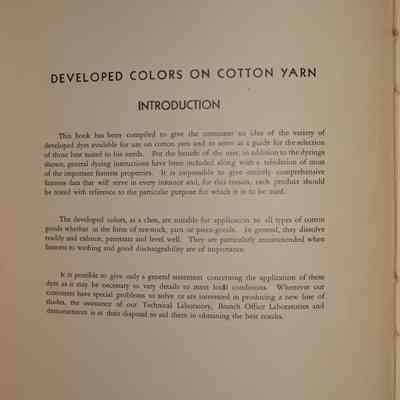 DEVELOPED COLORS ON COTTON YARN
INTRODUCTION
This book has been compiled to give the consumer an idea of the variety of
developed dyes available for use on cotton yarn and to serve as a guide for the selection
of those best suited to his needs. For the benefit of the user, in addition to the dyeings
shown, general dyeing instructions have been included along with a tabulation of most
of the important fastness properties. It is impossible to give entirely comprehensive
fastness data that will serve in every instance and, for this reason, each product should
be tested with reference to the particular purpose for which it is to be used.
The developed colors, as a class, are suitable for application to all types of cotton
goods whether in the form of raw-stock, yarn or piece-goods. In general, they dissolve
readily and exhaust, penetrate and level well. They are particularly recommended when
fastness to washing and good dischargeability are of importance.
It is possible to give only a general statement concerning the application of these
dyes as it may be necessary to vary details to meet local conditions. Whenever our
customers have special problems to solve or are interested in producing a new line of
shades, the assistance of our Technical Laboratory, Branch Office Laboratories and
demonstrators is at their disposal to aid them in obtaining the best results.